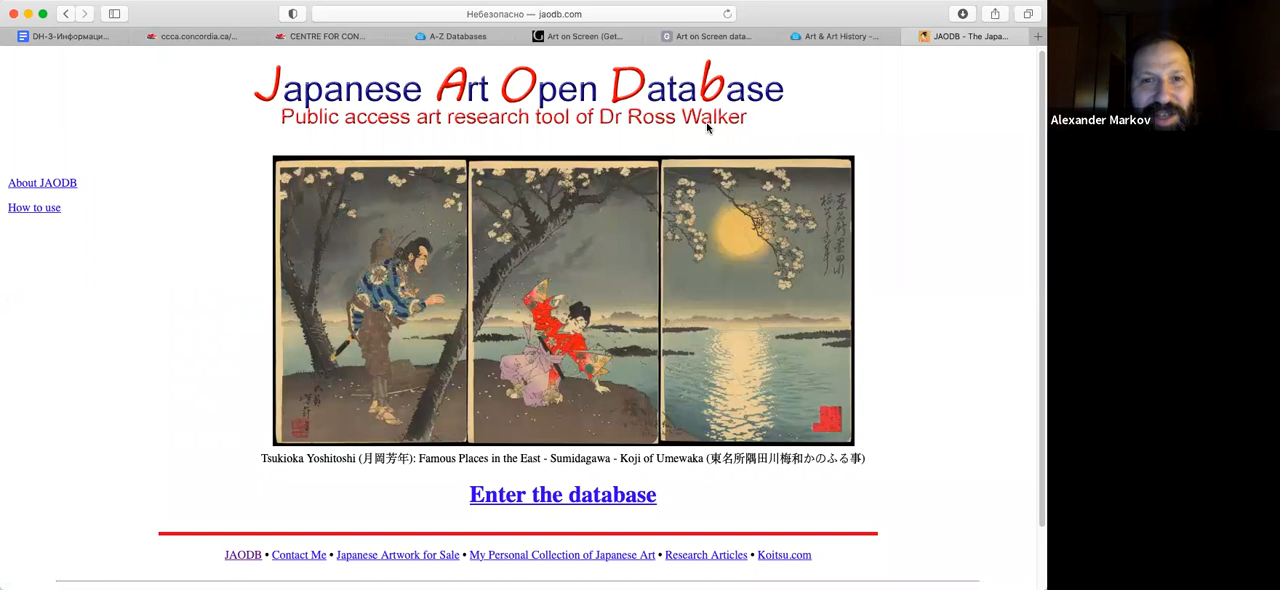 Небезопасно — jaodb.com
DH-3-Информаци...
ccca.concordia.ca/...
CENTRE FOR CON...
A-Z Databases
Art on Screen (Get...
Art on Screen data...
Art & Art History -...
JAODB - The Japa...
Japanese Art Open Database
Public access art research tool of Dr Ross Walker
Alexander Markov
About JAODB
How to use
Tsukioka Yoshitoshi (月岡芳年): Famous Places in the East - Sumidagawa - Koji of Umewaka (東名所隅田川梅和かのふる事)
Enter the database
JAODB • Contact Me • Japanese Artwork for Sale • My Personal Collection of Japanese Art • Research Articles • Koitsu.com